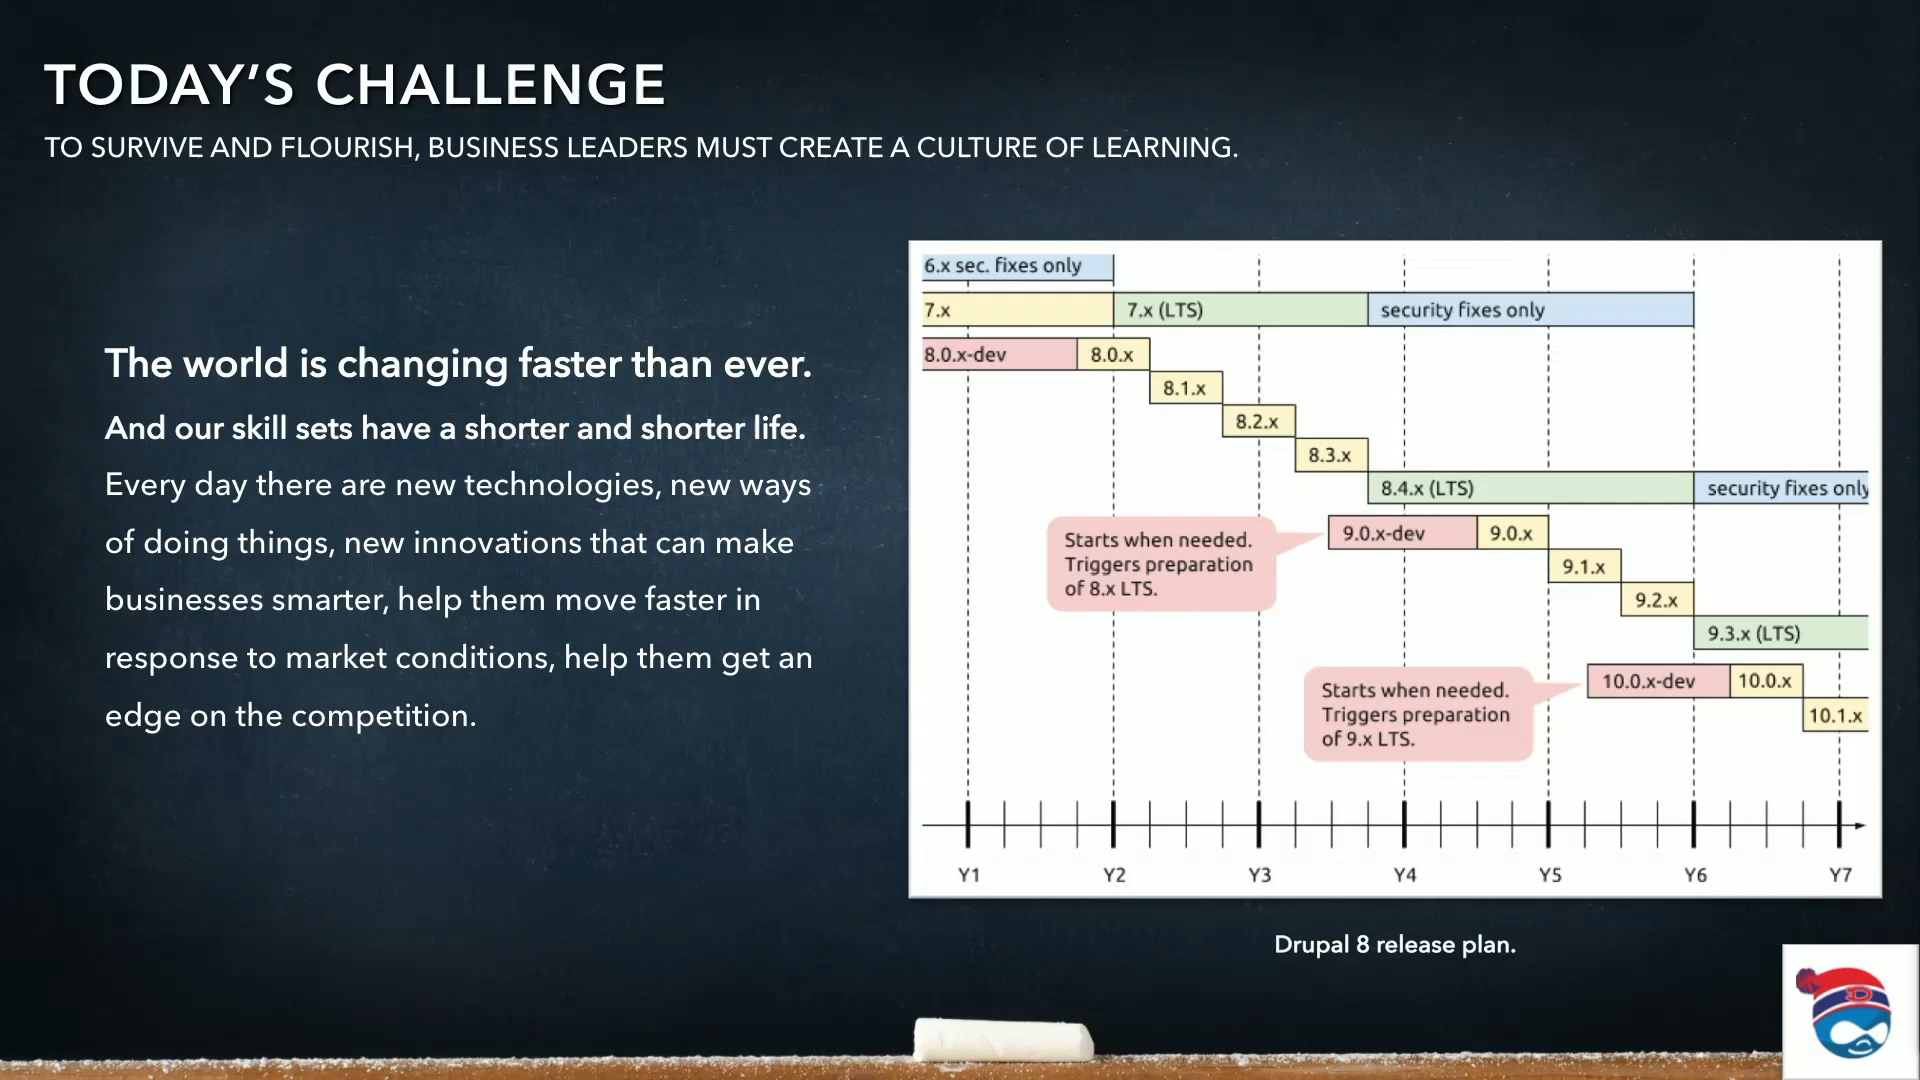 TODAY’S CHALLENGE
TO SURVIVE AND FLOURISH, BUSINESS LEADERS MUST CREATE A CULTURE OF LEARNING.
The world is changing faster than ever.
And our skill sets have a shorter and shorter life.
Every day there are new technologies, new ways
of doing things, new innovations that can make
businesses smarter, help them move faster in
response to market conditions, help them get an
edge on the competition.
6.x sec. fixes only
7.x
7.x (LTS)
security fixes only
8.0.x-dev
8.0.x
8.1.x
8.2.x
8.3.x
8.4.x (LTS)
security fixes only
Starts when needed.
Triggers preparation
of 8.x LTS.
9.0.x-dev
9.0.x
9.1.x
9.2.x
9.3.x (LTS)
Starts when needed.
Triggers preparation
of 9.x LTS.
10.0.x-dev
10.0.x
10.1.x
Y1
Y2
Y3
Y4
Y5
Y6
Y7
Drupal 8 release plan.